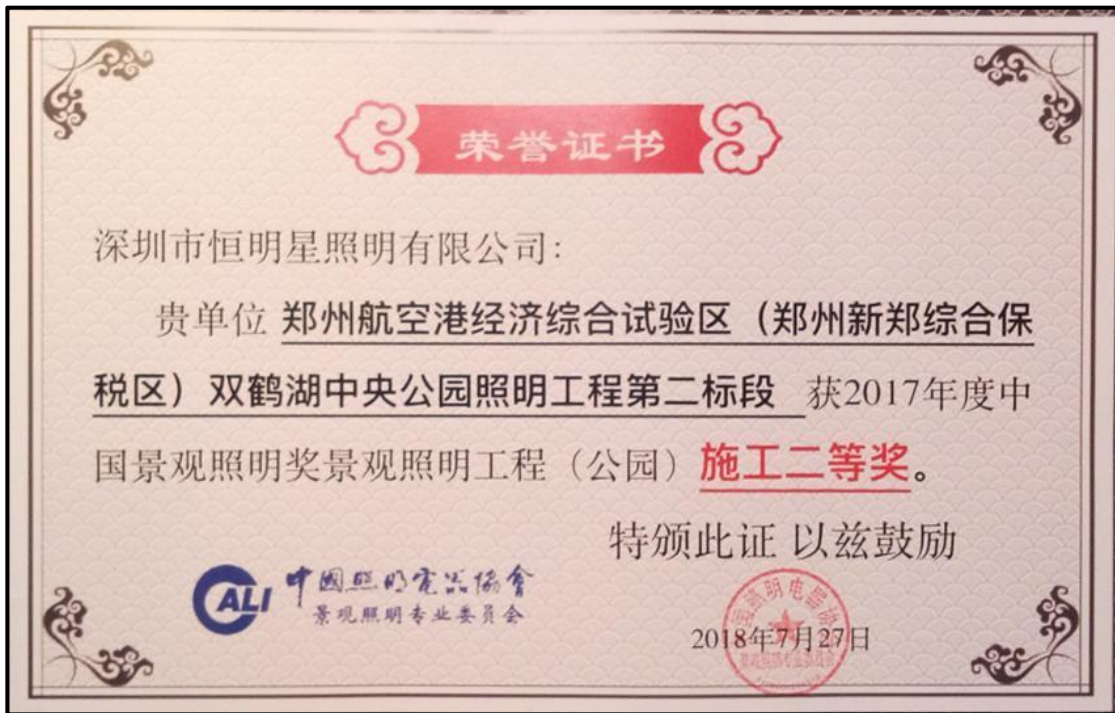 荣誉证书
深圳市恒明星照明有限公司:
贵单位 郑州航空港经济综合试验区（郑州新郑综合保
税区）双鹤湖中央公园照明工程第二标段 获2017年度中
国景观照明奖景观照明工程（公园）施工二等奖。
特颁此证 以兹鼓励
CALI 中國照明電器協會
景观照明专业委员会
2018年7月27日